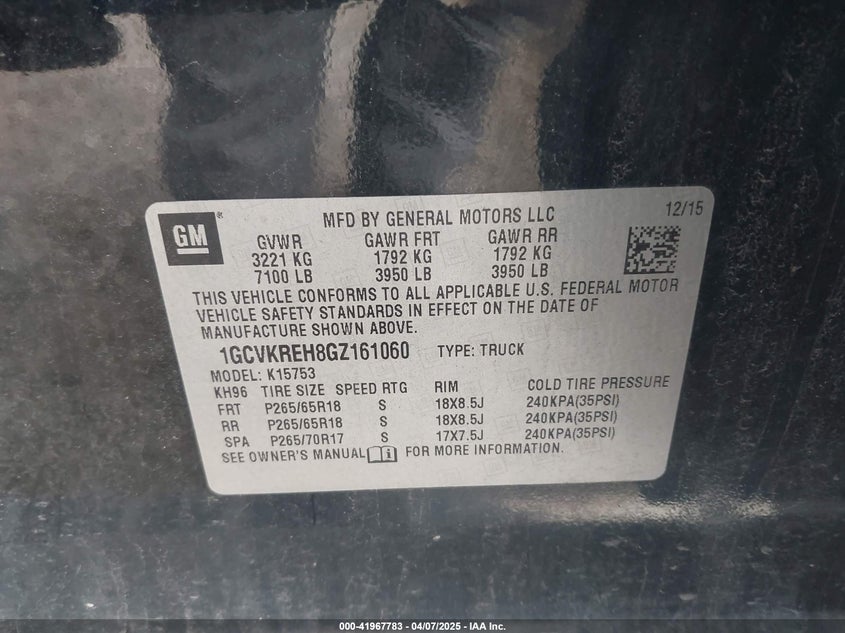 GM
®
MFD BY GENERAL MOTORS LLC
12/15
GVWR GAWR FRT GAWR RR
3221 KG 1792 KG 1792 KG
7100 LB 3950 LB 3950 LB
THIS VEHICLE CONFORMS TO ALL APPLICABLE U.S. FEDERAL MOTOR
VEHICLE SAFETY STANDARDS IN EFFECT ON THE DATE OF
MANUFACTURE SHOWN ABOVE.
1GCVKREH8GZ161060 TYPE: TRUCK
MODEL: K15753
KH96 TIRE SIZE SPEED RTG RIM COLD TIRE PRESSURE
FRT P265/65R18 S 18X8.5J 240KPA(35PSI)
RR P265/65R18 S 18X8.5J 240KPA(35PSI)
SPA P265/70R17 S 17X7.5J 240KPA(35PSI)
SEE OWNER'S MANUAL FOR MORE INFORMATION.
000-41967783 - 04/07/2025 - IAA Inc.